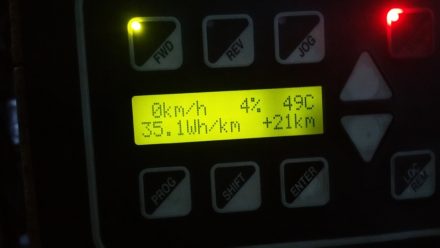 FWD REV JOG
0km/h 4% 49C
35.1Wh/km +21km
PROG SHIFT ENTER LOC REM